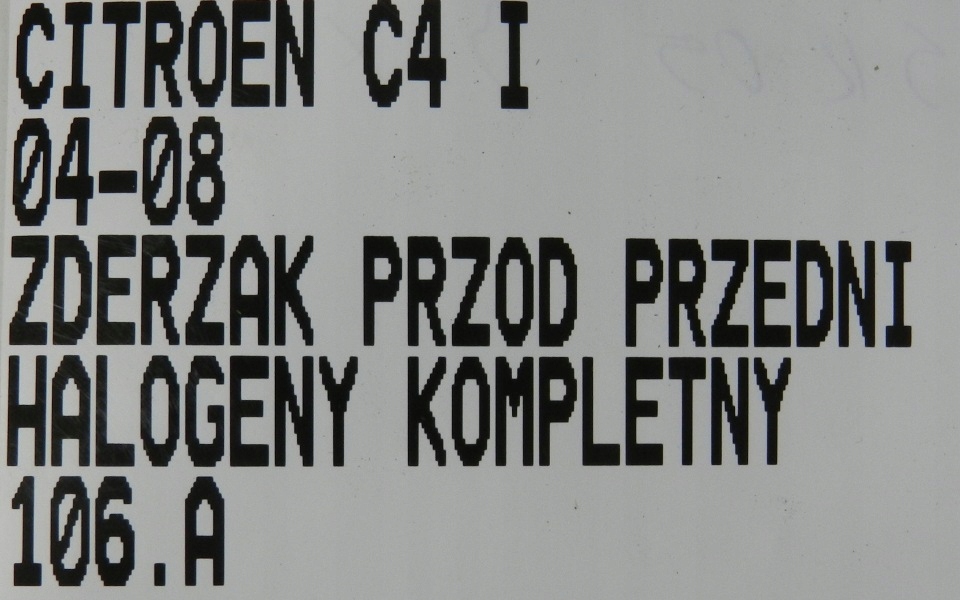 CITROEN C4 I
04-08
ZDERZAK PRZOD PRZEDNI
HALOGENY KOMPLETNY
106.A